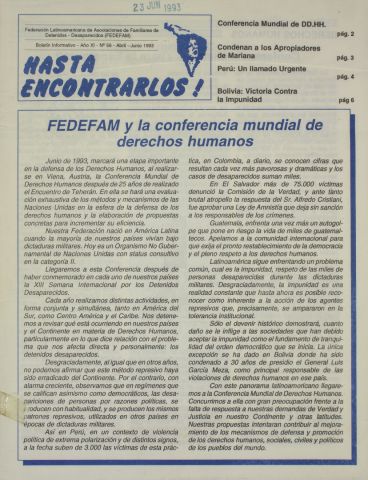 23 JUN 1993
Federación Latinoamericana de Asociaciones de Familiares de
Detenidos - Desaparecidos (FEDEFAM)
Boletín Informativo - Año XI - Nº 56 - Abril - Junio 1993
HASTA
ENCONTRARLOS!
Conferencia Mundial de DD.HH.
pág. 2
Condenan a los Apropiadores
de Mariana
pág. 3
Perú: Un llamado Urgente
pág. 4
Bolivia: Victoria Contra
la Impunidad
pág 6
FEDEFAM y la conferencia mundial de
derechos humanos
Junio de 1993, marcará una etapa importante
en la defensa de los Derechos Humanos, al realizar-
se en Viena, Austria, la Conferencia Mundial de
Derechos Humanos después de 25 años de realizado
el Encuentro de Teherán. En ella se hará una evalua-
ción exhaustiva de los métodos y mecanismos de las
Naciones Unidas en la esfera de la defensa de los
derechos humanos y la elaboración de propuestas
concretas para incrementar su eficiencia.
Nuestra Federación nació en América Latina
cuando la mayoría de nuestros países vivían bajo
dictaduras militares. Hoy es un Organismo No Guber-
namental de Naciones Unidas con status consultivo
en la categoría II.
Llegaremos a esta Conferencia después de
haber conmemorado en cada uno de nuestros países
la XIII Semana Internacional por los Detenidos
Desaparecidos.
Cada año realizamos distintas actividades, en
forma conjunta y simultánea, tanto en América del
Sur, como Centro América y el Caribe. Nos detene-
mos a revisar qué está ocurriendo en nuestros países
y el Continente en materia de Derechos Humanos,
particularmente en lo que dice relación con el proble-
ma que nos afecta directa y personalmente: los
detenidos desaparecidos.
Desgraciadamente, al igual que en otros años,
no podemos afirmar que este método represivo haya
sido erradicado del Continente. Por el contrario, con
alarma creciente, observamos que en regímenes que
se califican asimismo como democráticos, las desa-
pariciones de personas por razones políticas, se
producen con habitualidad, y se producen los mismos
patrones represivos, utilizados en otros países en
épocas de dictaduras militares.
Así en Perú, en un contexto de violencia
política de extrema polarización y de distintos signos,
a la fecha suben de 3.000 las víctimas de esta prác-
tica, en Colombia, a diario, se conocen cifras que
resultan cada vez más pavorosas y dramáticas y los
casos de desaparecidos suman miles.
En El Salvador más de 75.000 víctimas
denunció la Comisión de la Verdad, y ante tanto
brutal atropello la respuesta del Sr. Alfredo Cristiani,
fue aprobar una Ley de Amnistía que deja sin sanción
a los responsables de los crímenes.
Guatemala, enfrenta una vez más un autogol-
pe que pone en riesgo la vida de miles de guatemal-
tecos. Apelamos a la comunidad internacional para
que exija el pronto restablecimiento de la democracia
y el pleno respeto a los derechos humanos.
Latinoamérica sigue enfrentando un problema
común, cual es la impunidad, respeto de las miles de
personas desaparecidas durante las dictaduras
militares. Desgraciadamente, la impunidad es una
realidad constante que hasta ahora es posible reco-
nocer como inherente a la acción de los agentes
represivos que, precisamente, se ampararon en la
tolerancia institucional.
Sólo el devenir histórico demostrará, cuanto
daño se le inflige a las sociedades que han debido
aceptar la impunidad como el fundamento de tranqui-
lidad del orden democrático que se inicia. La única
excepción se ha dado en Bolivia donde ha sido
condenado a 30 años de presidio el General Luis
García Meza, como principal responsable de las
violaciones de derechos humanos en ese país.
Con este panorama latinoamericano llegare-
mos a la Conferencia Mundial de Derechos Humanos.
Concurrimos a ella con gran preocupación frente a la
falta de respuesta a nuestras demandas de Verdad y
Justicia en nuestro Continente y otras latitudes.
Nuestras propuestas intentarán contribuir al mejora-
miento de los mecanismos de defensa y promoción
de los derechos humanos, sociales, civiles y políticos
de los pueblos del mundo.